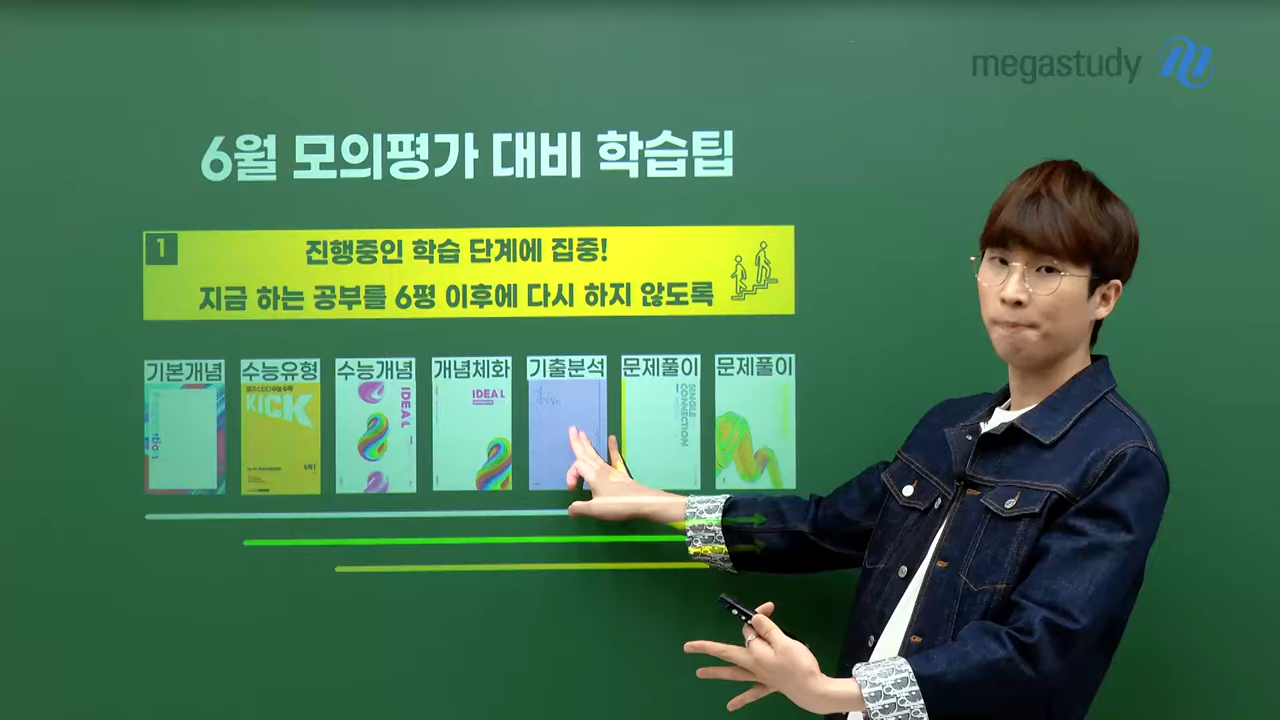 megastudy
6월 모의평가 대비 학습팁
1
진행중인 학습 단계에 집중!
지금 하는 공부를 6평 이후에 다시 하지 않도록
기본개념 수능유형 수능개념 개념체화 기출분석 문제풀이 문제풀이
KICK
IDEAL
IDEAL
SINGLE
CONNECTION